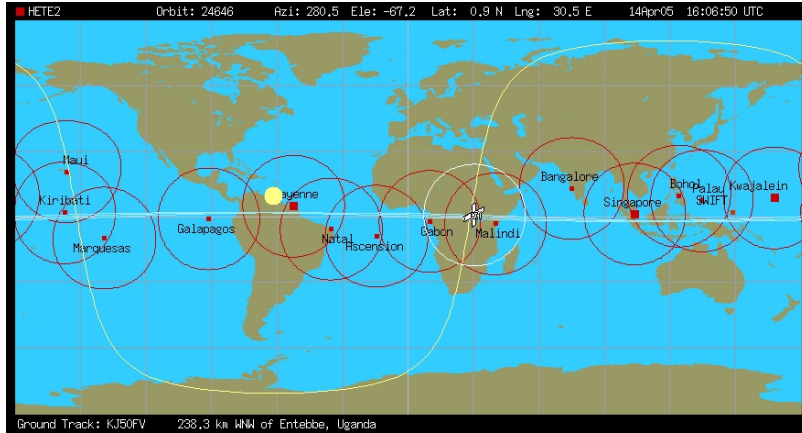 HETE2 Orbit: 24646 Azi: 280.5 Ele: -67.2 Lat: 0.9 N Lng: 30.5 E 14Apr05 16:06:50 UTC
Maui
Bangalore
Bohol
Palau
Kwajalein
Kiribati
ayenne
Singapore
SWIFT
Galapagos
Natal
Gabon
Malindi
Marquesas
Ascension
Ground Track: KJ50FV 238.3 km WNW of Entebbe, Uganda